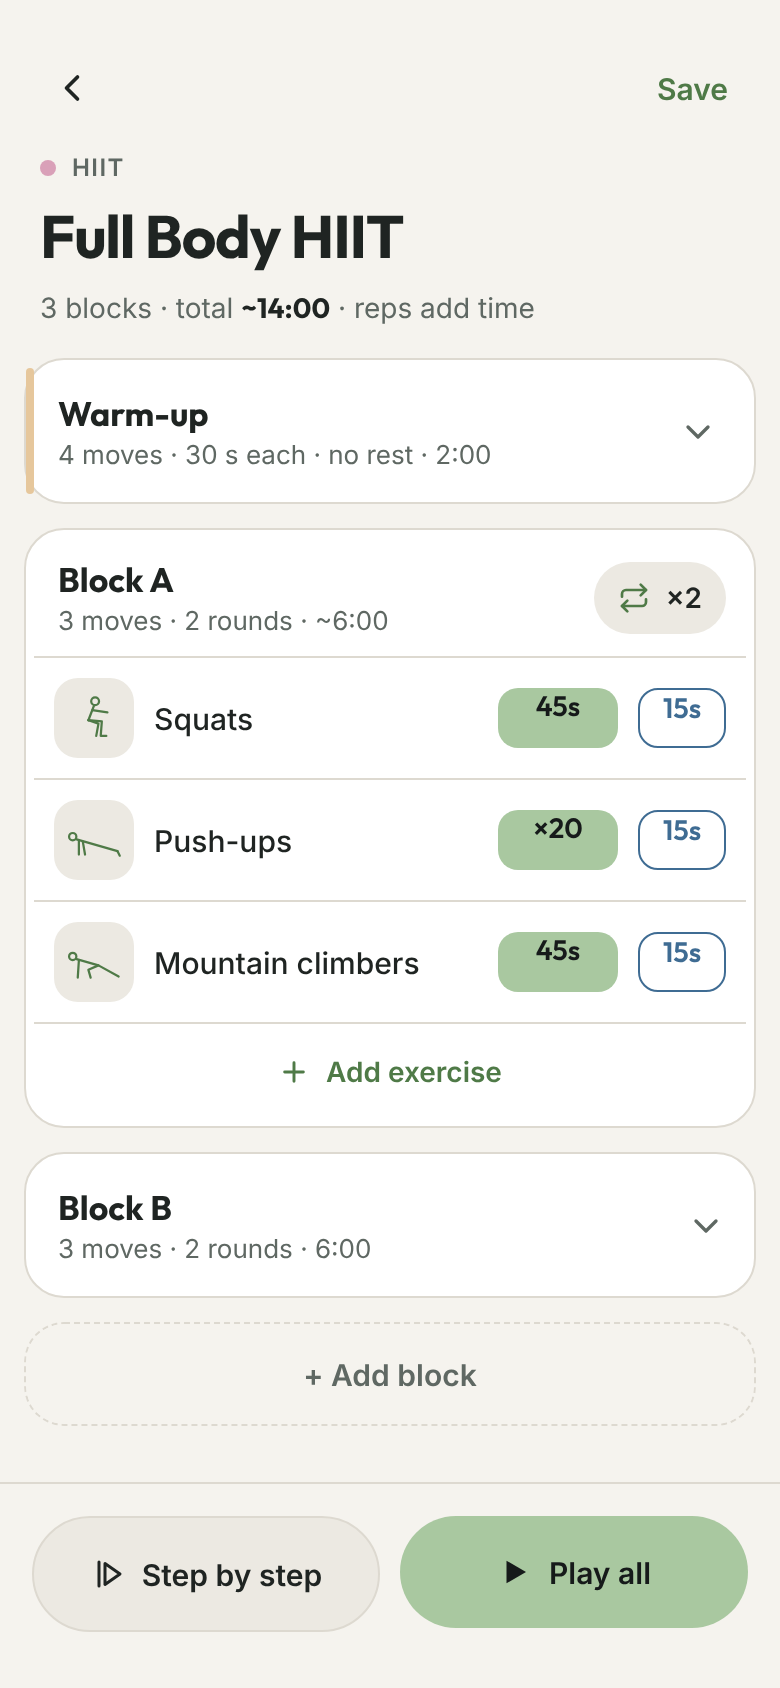 Save
HIIT
Full Body HIIT
3 blocks · total ~14:00 · reps add time
Warm-up
4 moves · 30 s each · no rest · 2:00
Block A
3 moves · 2 rounds · ~6:00
×2
Squats 45s 15s
Push-ups ×20 15s
Mountain climbers 45s 15s
+ Add exercise
Block B
3 moves · 2 rounds · 6:00
+ Add block
Step by step
Play all